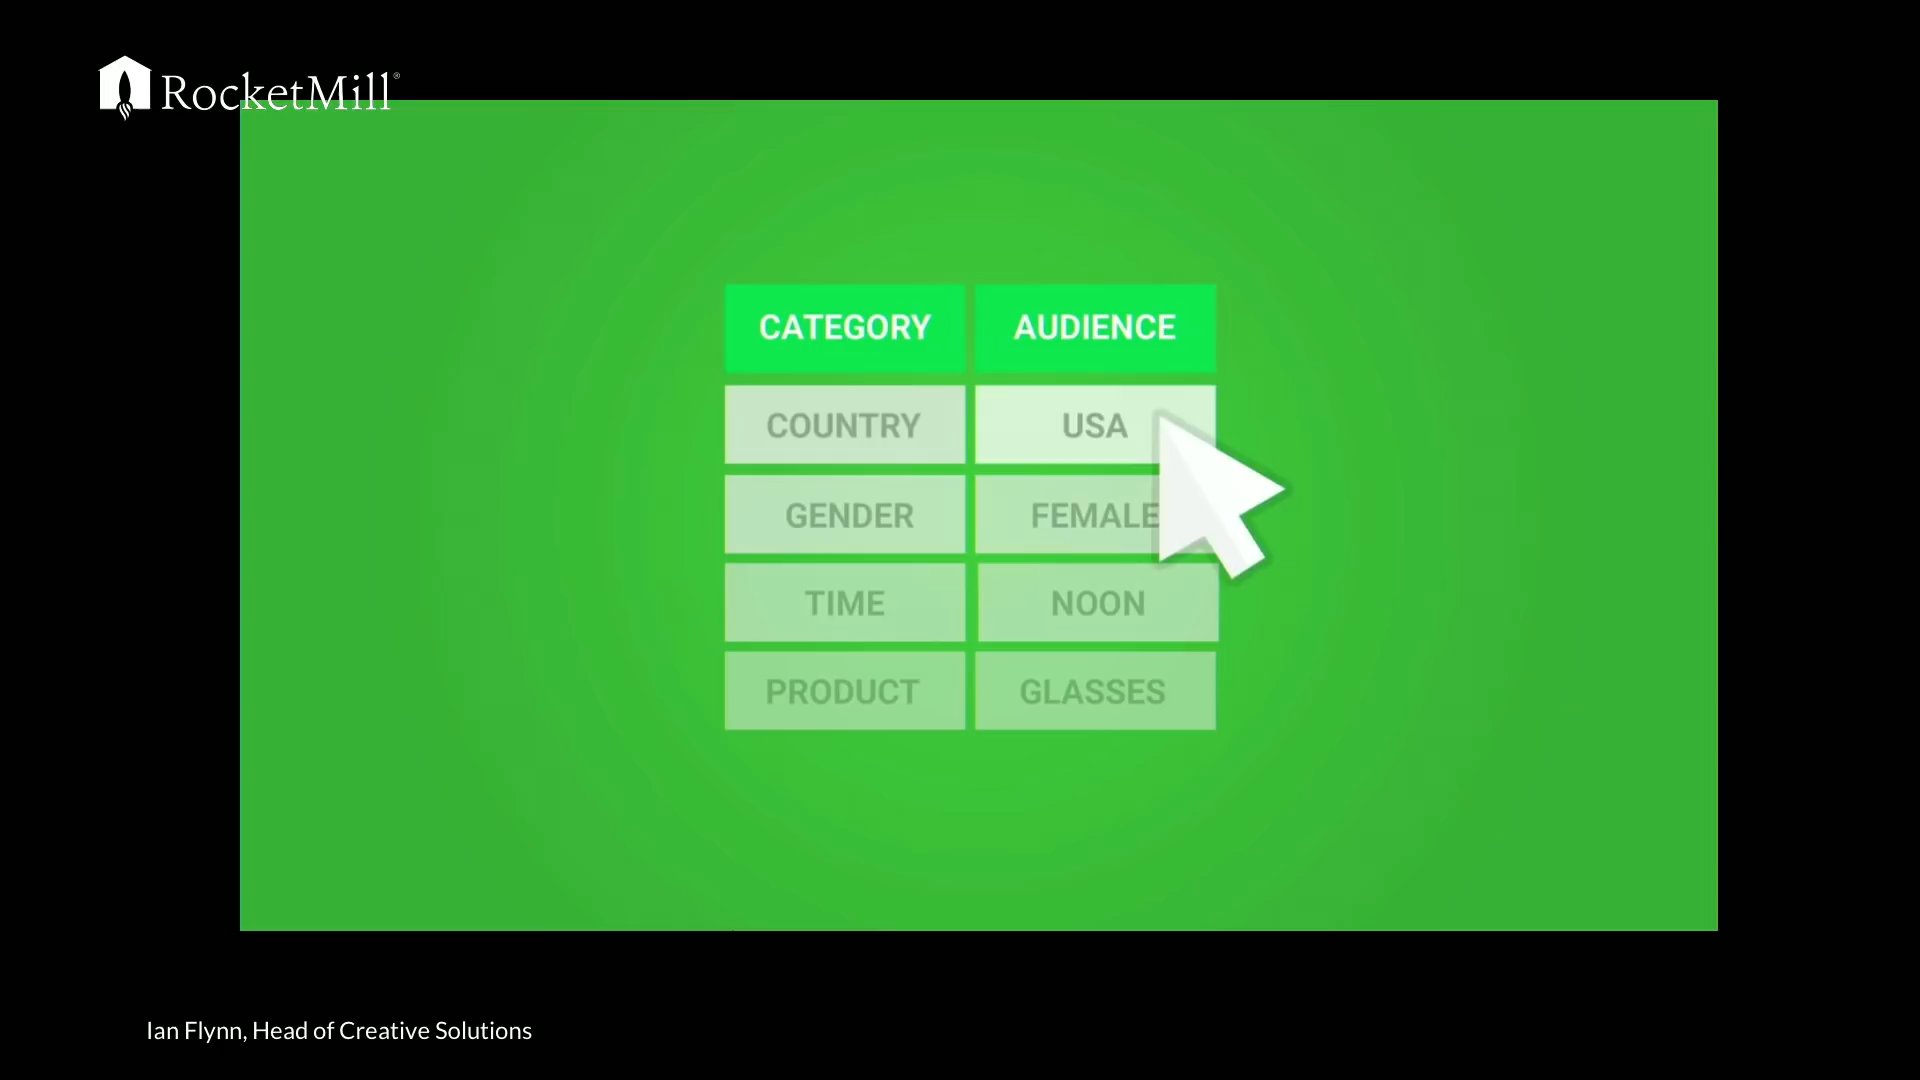 RocketMill®
CATEGORY AUDIENCE
COUNTRY USA
GENDER FEMALE
TIME NOON
PRODUCT GLASSES
Ian Flynn, Head of Creative Solutions